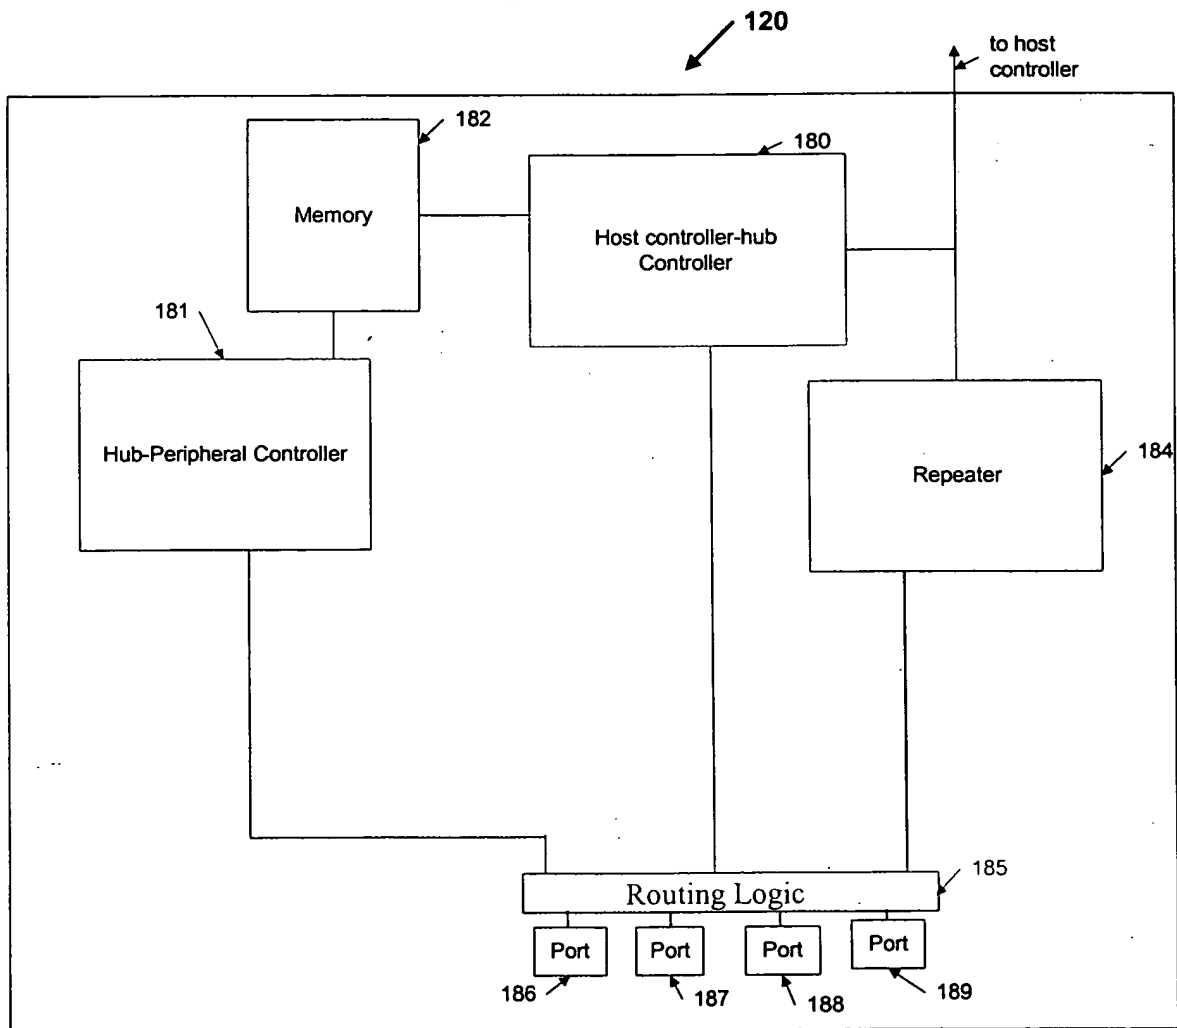 120
to host
controller
182
180
Memory
Host controller-hub
Controller
181
Hub-Peripheral Controller
184
Repeater
185
Routing Logic
Port
Port
Port
Port
186
187
188
189